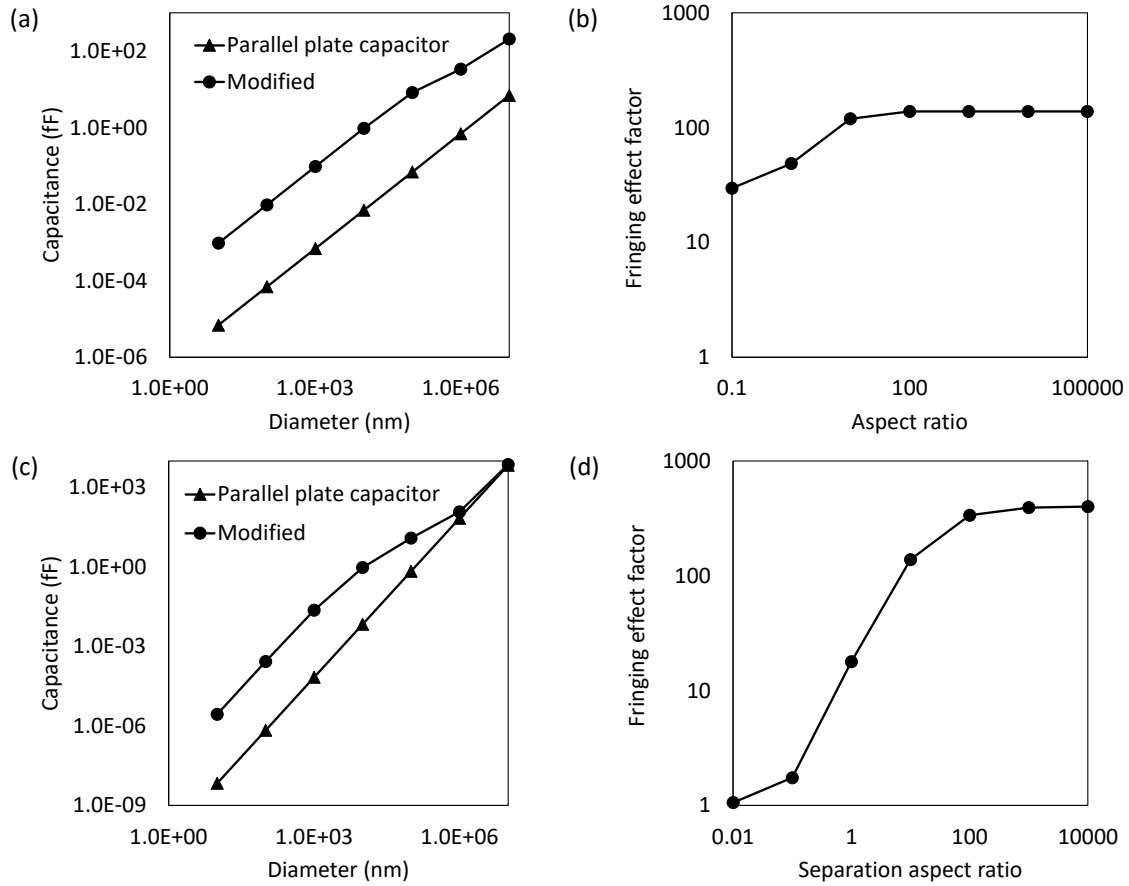 (a)
Parallel plate capacitor
Modified
Capacitance (fF)
1.0E+02
1.0E+00
1.0E-02
1.0E-04
1.0E-06
1.0E+00 1.0E+03 1.0E+06
Diameter (nm)
(b)
Fringing effect factor
1000
100
10
1
0.1 100 100000
Aspect ratio
(c)
Parallel plate capacitor
Modified
Capacitance (fF)
1.0E+03
1.0E+00
1.0E-03
1.0E-06
1.0E-09
1.0E+00 1.0E+03 1.0E+06
Diameter (nm)
(d)
Fringing effect factor
1000
100
10
1
0.01 1 100 10000
Separation aspect ratio